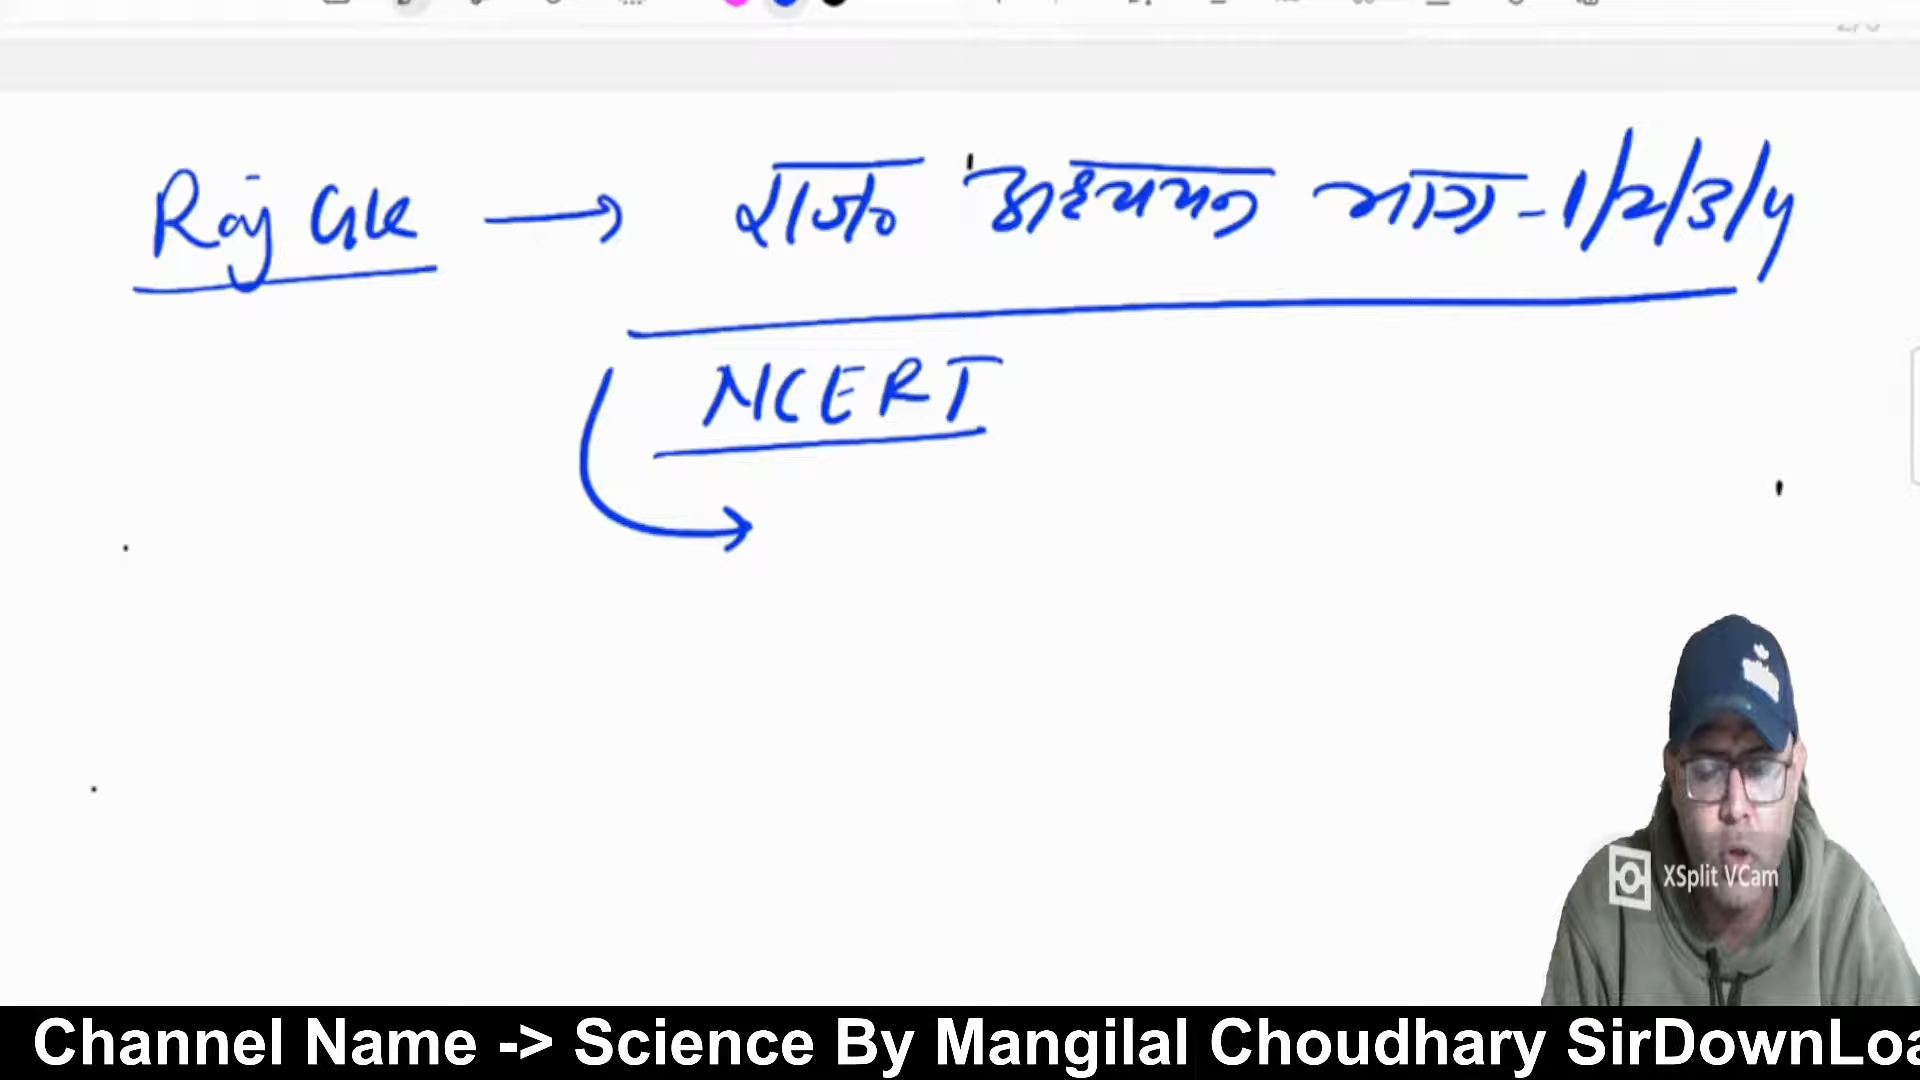 Raj GK → राज० अध्ययन भाग-1/2/3/4
NCERT
XSplit VCam
Channel Name -> Science By Mangilal Choudhary SirDownLoa